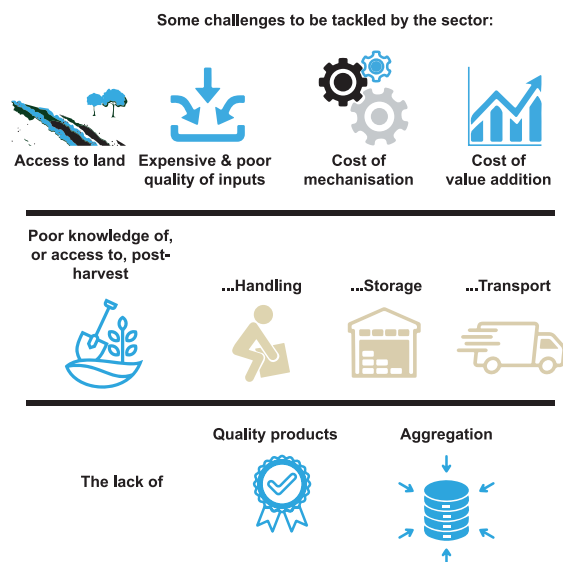 Some challenges to be tackled by the sector:
Access to land
Expensive & poor
quality of inputs
Cost of
mechanisation
Cost of
value addition
Poor knowledge of,
or access to, post-
harvest
...Handling
...Storage
...Transport
The lack of
Quality products
Aggregation